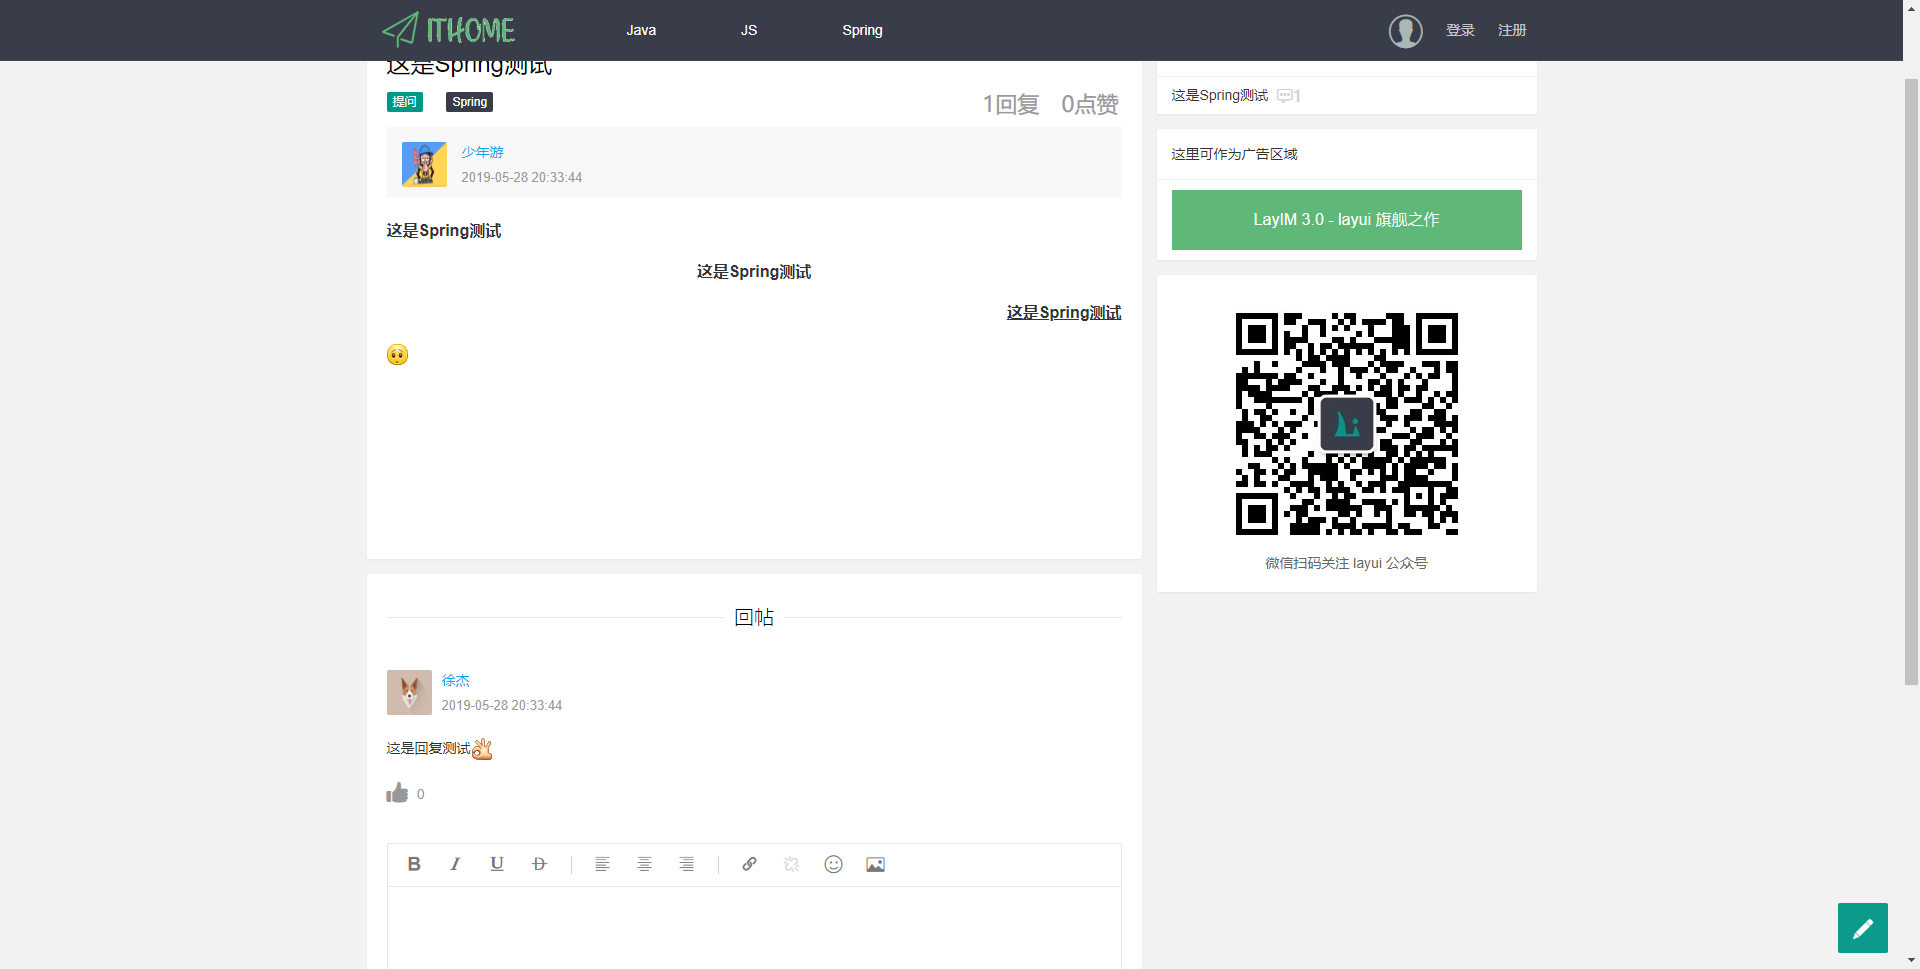 ITHOME
Java
JS
Spring
登录
注册
这是Spring测试
提问
Spring
1回复
0点赞
少年游
2019-05-28 20:33:44
这是Spring测试
这是Spring测试
这是Spring测试
回帖
徐杰
2019-05-28 20:33:44
这是回复测试
0
B I U D
这是Spring测试 1
这里可作为广告区域
LayIM 3.0 - layui 旗舰之作
微信扫码关注 layui 公众号